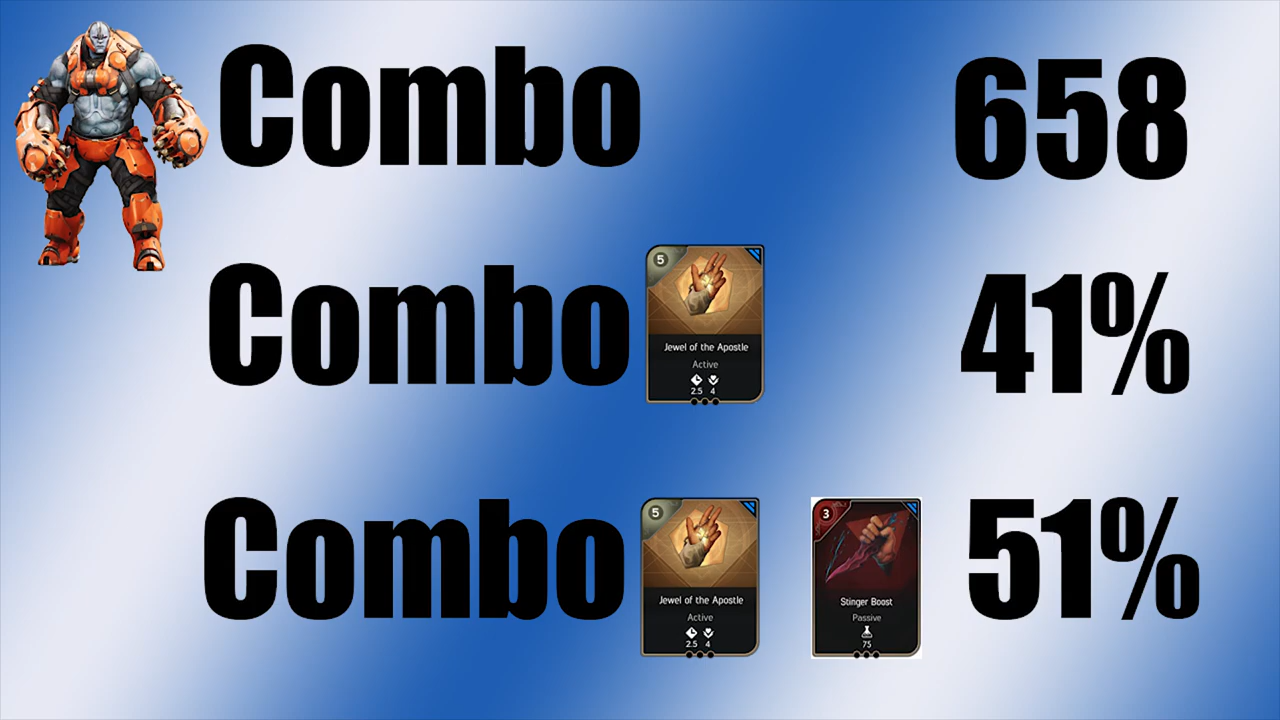 Combo 658
5
Jewel of the Apostle
Active
2.5 4
Combo 41%
5 3
Jewel of the Apostle Stinger Boost
Active Passive
2.5 4 75
Combo 51%